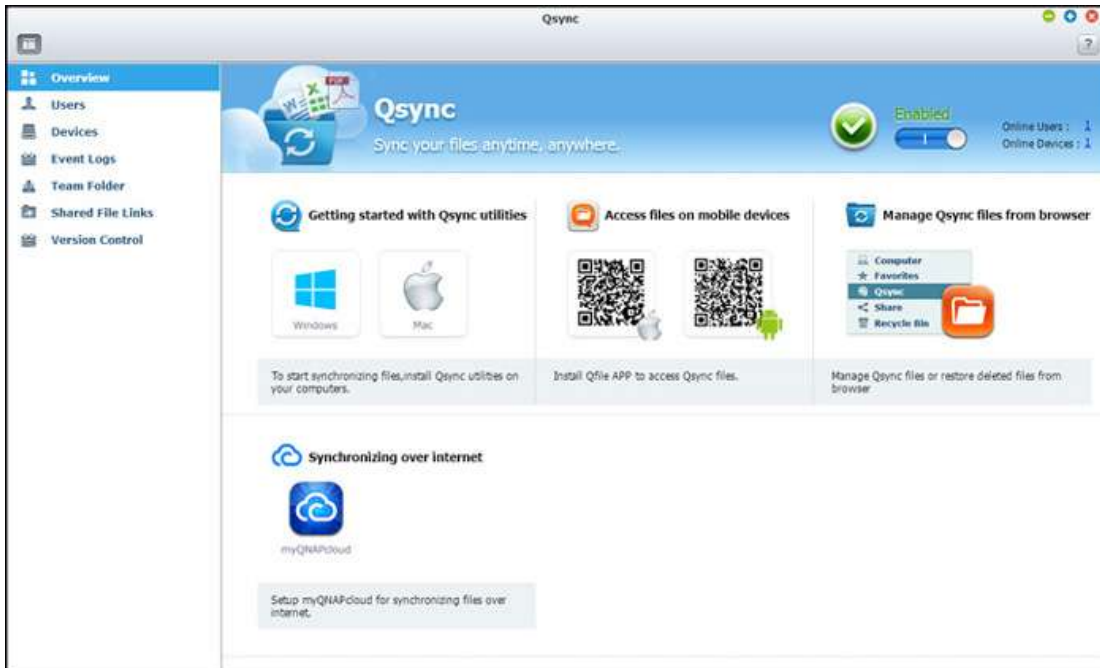 Qsync
?
Overview
Users
Devices
Event Logs
Team Folder
Shared File Links
Version Control
W
X
PDF
Qsync
Sync your files anytime, anywhere.
Enabled
Online Users : 1
Online Devices : 1
Getting started with Qsync utilities
Windows
Mac
To start synchronizing files,install Qsync utilities on
your computers.
Access files on mobile devices
Install Qfile APP to access Qsync files.
Manage Qsync files from browser
Computer
Favorites
Qsync
Share
Recycle Bin
Manage Qsync files or restore deleted files from
browser
Synchronizing over internet
myQNAPcloud
Setup myQNAPcloud for synchronizing files over
internet.